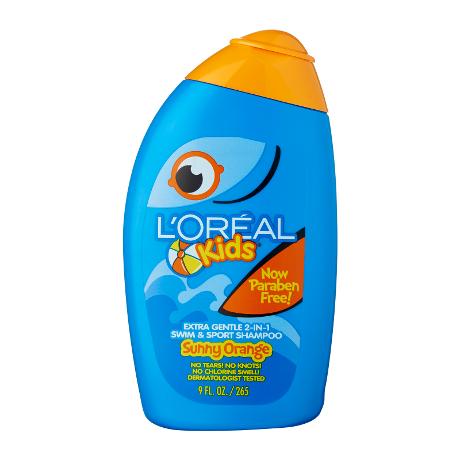 L'ORÉAL
Kids
Now
Paraben
Free!
EXTRA GENTLE 2-IN-1
SWIM & SPORT SHAMPOO
Sunny Orange
NO TEARS! NO KNOTS!
NO CHLORINE SMELL!
DERMATOLOGIST TESTED
9 FL. OZ. / 265